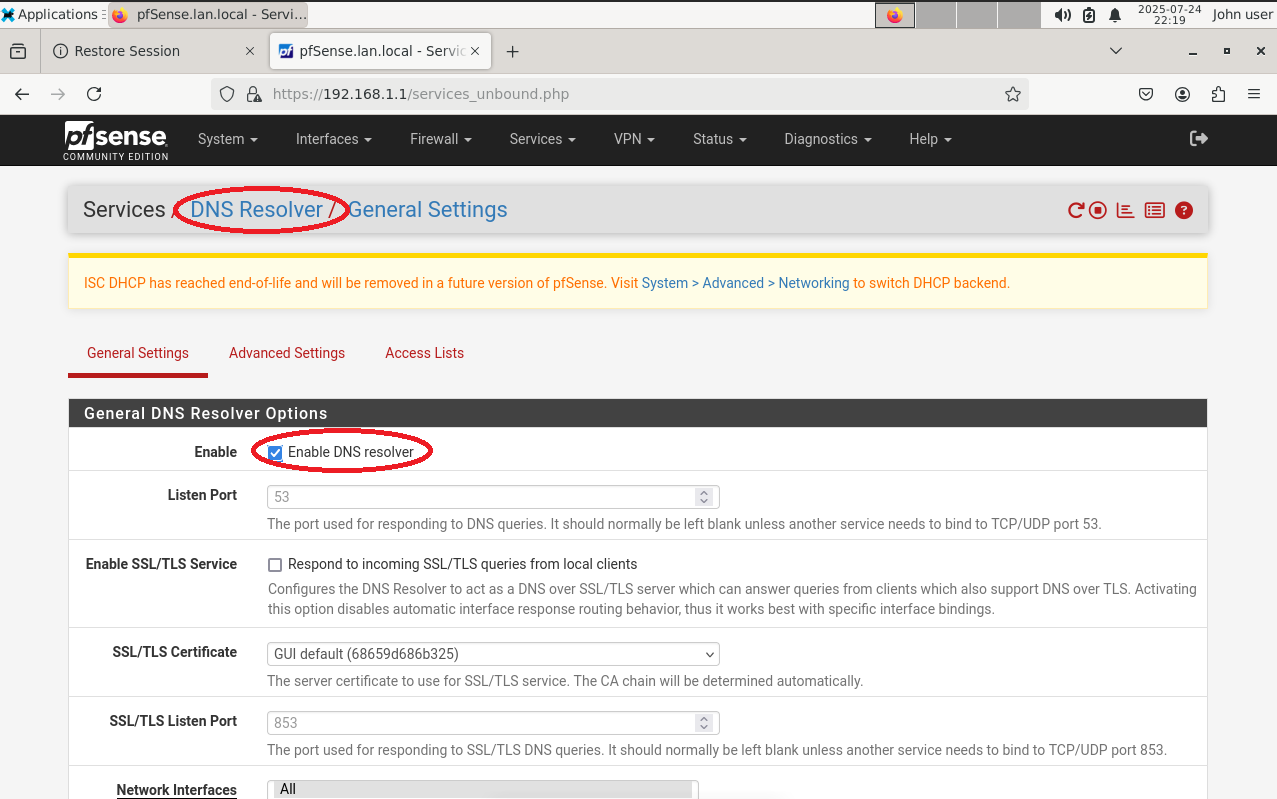 Applications
pfSense.lan.local - Servi...
2025-07-24
22:19
John user
Restore Session
pfSense.lan.local - Servic
https://192.168.1.1/services_unbound.php
pfsense
COMMUNITY EDITION
System
Interfaces
Firewall
Services
VPN
Status
Diagnostics
Help
Services / DNS Resolver / General Settings
ISC DHCP has reached end-of-life and will be removed in a future version of pfSense. Visit System > Advanced > Networking to switch DHCP backend.
General Settings
Advanced Settings
Access Lists
General DNS Resolver Options
Enable
Enable DNS resolver
Listen Port
53
The port used for responding to DNS queries. It should normally be left blank unless another service needs to bind to TCP/UDP port 53.
Enable SSL/TLS Service
Respond to incoming SSL/TLS queries from local clients
Configures the DNS Resolver to act as a DNS over SSL/TLS server which can answer queries from clients which also support DNS over TLS. Activating
this option disables automatic interface response routing behavior, thus it works best with specific interface bindings.
SSL/TLS Certificate
GUI default (68659d686b325)
The server certificate to use for SSL/TLS service. The CA chain will be determined automatically.
SSL/TLS Listen Port
853
The port used for responding to SSL/TLS DNS queries. It should normally be left blank unless another service needs to bind to TCP/UDP port 853.
Network Interfaces
All